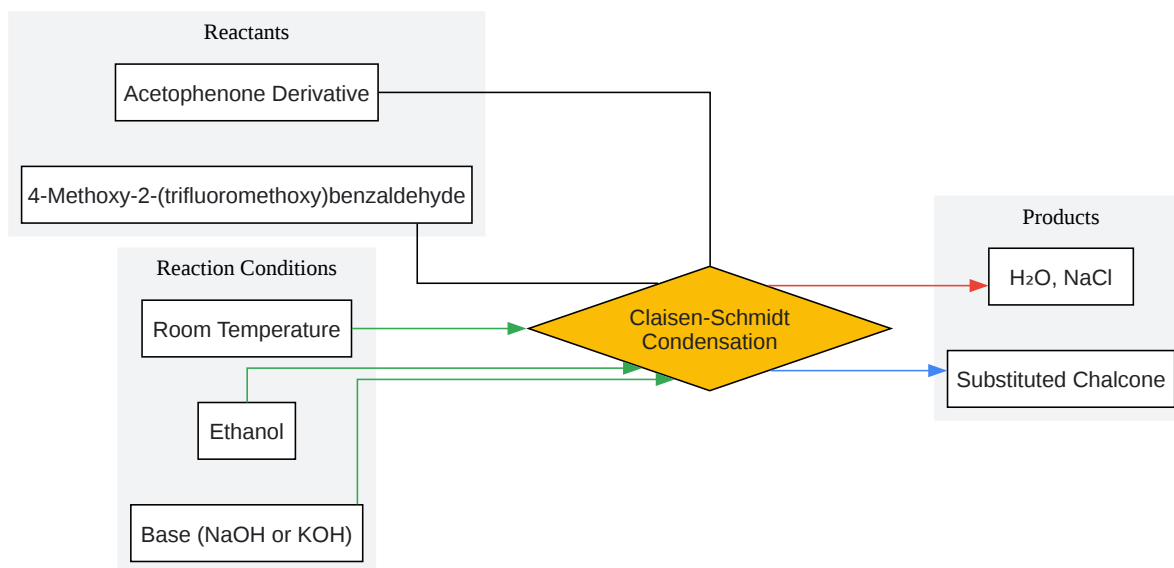 Reactants
Acetophenone Derivative
4-Methoxy-2-(trifluoromethoxy)benzaldehyde
Reaction Conditions
Room Temperature
Ethanol
Base (NaOH or KOH)
Claisen-Schmidt
Condensation
Products
H₂O, NaCl
Substituted Chalcone